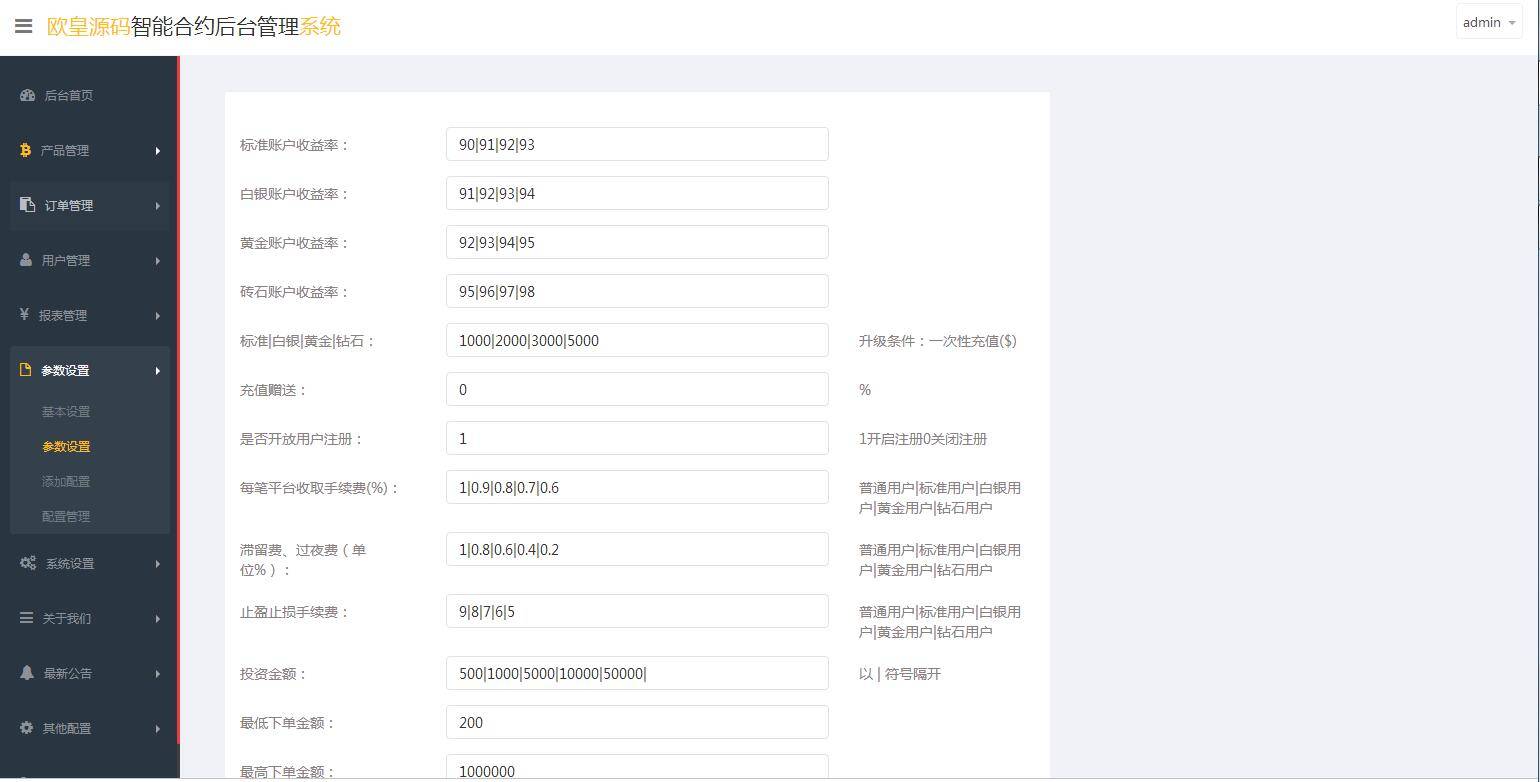 欧皇源码智能合约后台管理系统
admin
后台首页
产品管理
订单管理
用户管理
报表管理
参数设置
基本设置
参数设置
添加配置
配置管理
系统设置
关于我们
最新公告
其他配置
标准账户收益率：
90|91|92|93
白银账户收益率：
91|92|93|94
黄金账户收益率：
92|93|94|95
砖石账户收益率：
95|96|97|98
标准|白银|黄金|钻石：
1000|2000|3000|5000
升级条件：一次性充值($)
充值赠送：
0
%
是否开放用户注册：
1
1开启注册0关闭注册
每笔平台收取手续费(%)：
1|0.9|0.8|0.7|0.6
普通用户|标准用户|白银用
户|黄金用户|钻石用户
滞留费、过夜费（单
位%）：
1|0.8|0.6|0.4|0.2
普通用户|标准用户|白银用
户|黄金用户|钻石用户
止盈止损手续费：
9|8|7|6|5
普通用户|标准用户|白银用
户|黄金用户|钻石用户
投资金额：
500|1000|5000|10000|50000|
以 | 符号隔开
最低下单金额：
200
最高下单金额：
1000000